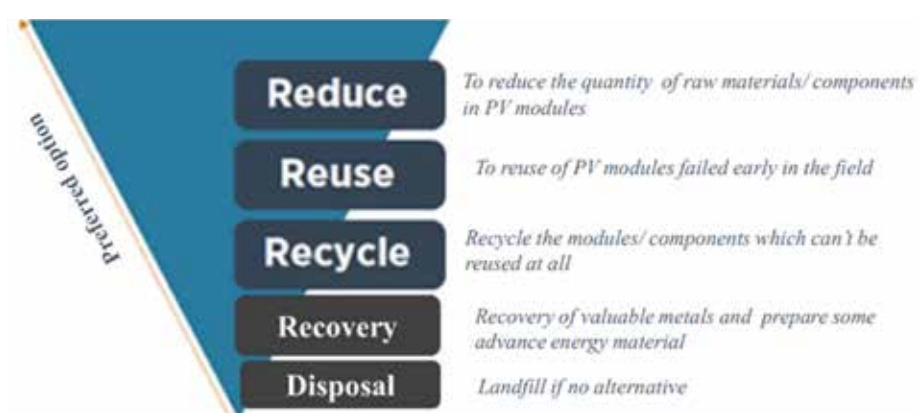 Preferred option
Reduce
To reduce the quantity of raw materials/ components
in PV modules
Reuse
To reuse of PV modules failed early in the field
Recycle
Recycle the modules/ components which can't be
reused at all
Recovery
Recovery of valuable metals and prepare some
advance energy material
Disposal
Landfill if no alternative